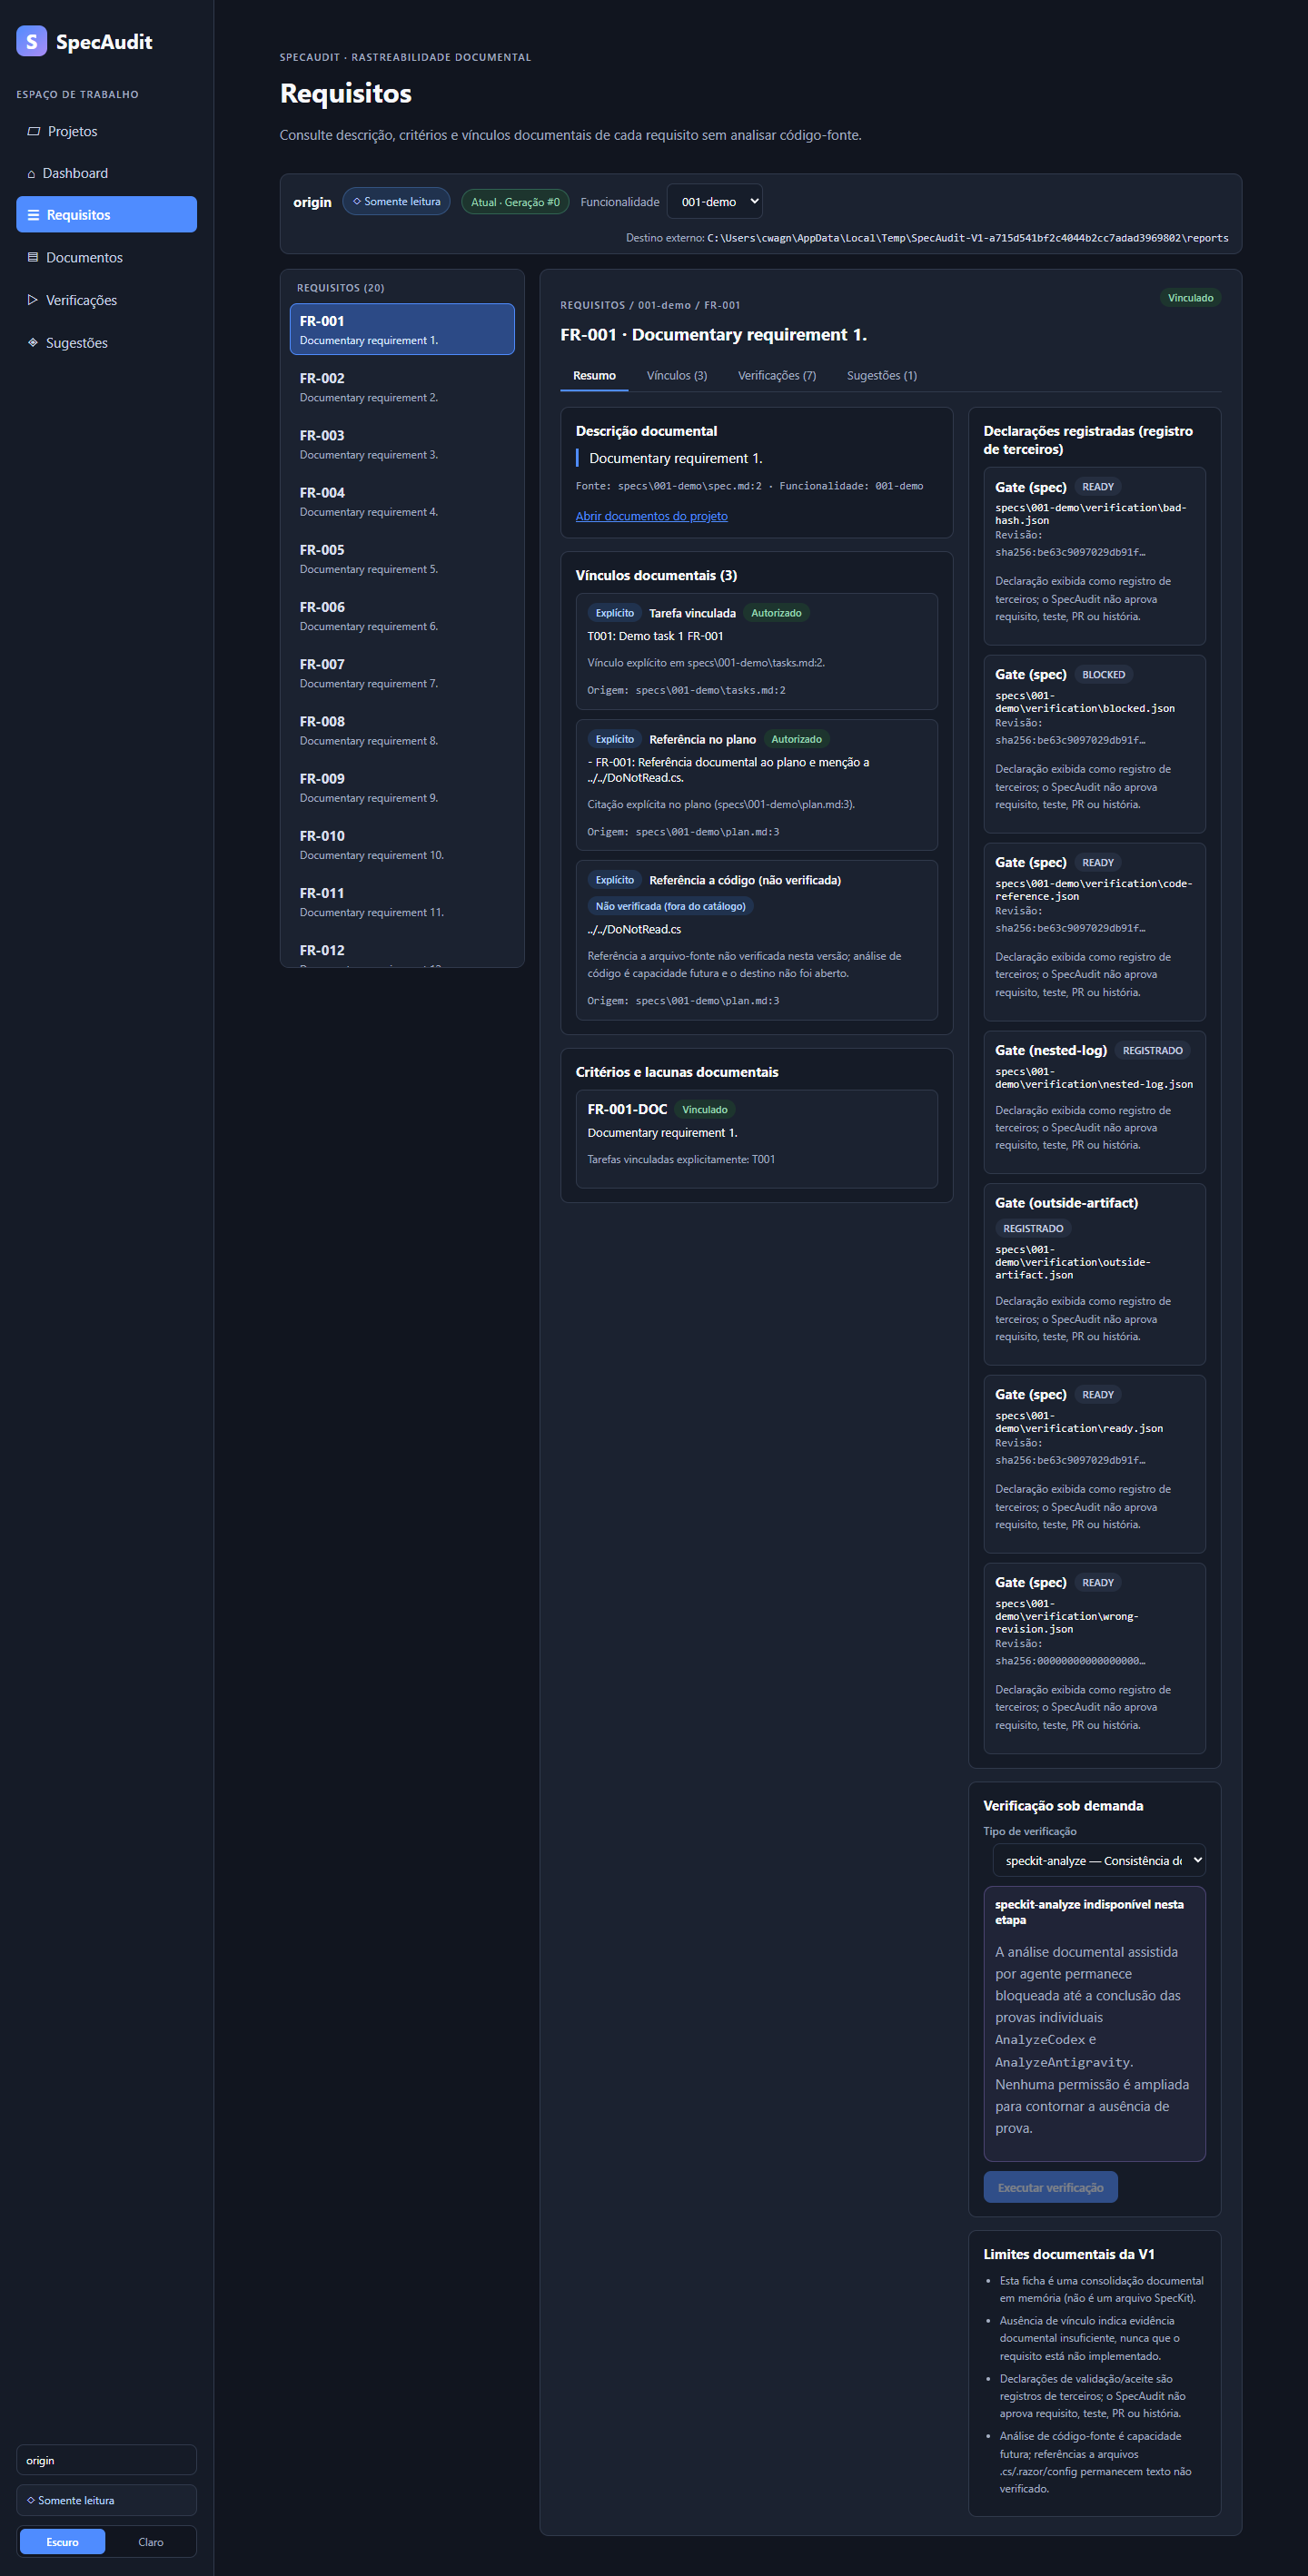 S SpecAudit
ESPAÇO DE TRABALHO
Projetos
Dashboard
Requisitos
Documentos
Verificações
Sugestões
SPECAUDIT · RASTREABILIDADE DOCUMENTAL
Requisitos
Consulte descrição, critérios e vínculos documentais de cada requisito sem analisar código-fonte.
origin
Somente leitura
Atual · Geração #0
Funcionalidade
001-demo
Destino externo: C:\Users\cwagn\AppData\Local\Temp\SpecAudit-V1-a715d541bf2c4044b2cc7adad3969802\reports
REQUISITOS (20)
FR-001
Documentary requirement 1.
FR-002
Documentary requirement 2.
FR-003
Documentary requirement 3.
FR-004
Documentary requirement 4.
FR-005
Documentary requirement 5.
FR-006
Documentary requirement 6.
FR-007
Documentary requirement 7.
FR-008
Documentary requirement 8.
FR-009
Documentary requirement 9.
FR-010
Documentary requirement 10.
FR-011
Documentary requirement 11.
FR-012
REQUISITOS / 001-demo / FR-001
Vinculado
FR-001 · Documentary requirement 1.
Resumo
Vínculos (3)
Verificações (7)
Sugestões (1)
Descrição documental
Documentary requirement 1.
Fonte: specs\001-demo\spec.md:2 · Funcionalidade: 001-demo
Abrir documentos do projeto
Vínculos documentais (3)
Explícito Tarefa vinculada Autorizado
T001: Demo task 1 FR-001
Vínculo explícito em specs\001-demo\tasks.md:2.
Origem: specs\001-demo\tasks.md:2
Explícito Referência no plano Autorizado
- FR-001: Referência documental ao plano e menção a
../../DoNotRead.cs.
Citação explícita no plano (specs\001-demo\plan.md:3).
Origem: specs\001-demo\plan.md:3
Explícito Referência a código (não verificada)
Não verificada (fora do catálogo)
../../DoNotRead.cs
Referência a arquivo-fonte não verificada nesta versão; análise de
código é capacidade futura e o destino não foi aberto.
Origem: specs\001-demo\plan.md:3
Critérios e lacunas documentais
FR-001-DOC Vinculado
Documentary requirement 1.
Tarefas vinculadas explicitamente: T001
Declarações registradas (registro
de terceiros)
Gate (spec) READY
specs\001-demo\verification\bad-
hash.json
Revisão:
sha256:be63c9097029db91f…
Declaração exibida como registro de
terceiros; o SpecAudit não aprova
requisito, teste, PR ou história.
Gate (spec) BLOCKED
specs\001-
demo\verification\blocked.json
Revisão:
sha256:be63c9097029db91f…
Declaração exibida como registro de
terceiros; o SpecAudit não aprova
requisito, teste, PR ou história.
Gate (spec) READY
specs\001-demo\verification\code-
reference.json
Revisão:
sha256:be63c9097029db91f…
Declaração exibida como registro de
terceiros; o SpecAudit não aprova
requisito, teste, PR ou história.
Gate (nested-log) REGISTRADO
specs\001-
demo\verification\nested-log.json
Declaração exibida como registro de
terceiros; o SpecAudit não aprova
requisito, teste, PR ou história.
Gate (outside-artifact)
REGISTRADO
specs\001-
demo\verification\outside-
artifact.json
Declaração exibida como registro de
terceiros; o SpecAudit não aprova
requisito, teste, PR ou história.
Gate (spec) READY
specs\001-
demo\verification\ready.json
Revisão:
sha256:be63c9097029db91f…
Declaração exibida como registro de
terceiros; o SpecAudit não aprova
requisito, teste, PR ou história.
Gate (spec) READY
specs\001-
demo\verification\wrong-
revision.json
Revisão:
sha256:00000000000000000…
Declaração exibida como registro de
terceiros; o SpecAudit não aprova
requisito, teste, PR ou história.
Verificação sob demanda
Tipo de verificação
speckit-analyze — Consistência
speckit-analyze indisponível nesta
etapa
A análise documental assistida
por agente permanece
bloqueada até a conclusão das
provas individuais
AnalyzeCodex e
AnalyzeAntigravity.
Nenhuma permissão é ampliada
para contornar a ausência de
prova.
Executar verificação
Limites documentais da V1
Esta ficha é uma consolidação documental
em memória (não é um arquivo SpecKit).
Ausência de vínculo indica evidência
documental insuficiente, nunca que o
requisito está não implementado.
Declarações de validação/aceite são
registros de terceiros; o SpecAudit não
aprova requisito, teste, PR ou história.
Análise de código-fonte é capacidade
futura; referências a arquivos
.cs/.razor/config permanecem texto não
verificado.
origin
Somente leitura
Escuro
Claro